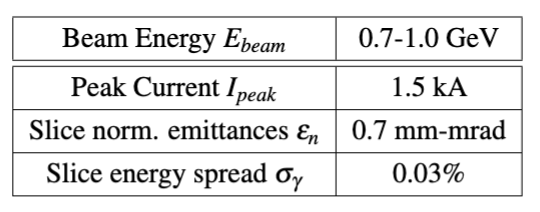 Beam Energy E_beam 0.7-1.0 GeV
Peak Current I_peak 1.5 kA
Slice norm. emittances ε_n 0.7 mm-mrad
Slice energy spread σ_γ 0.03%